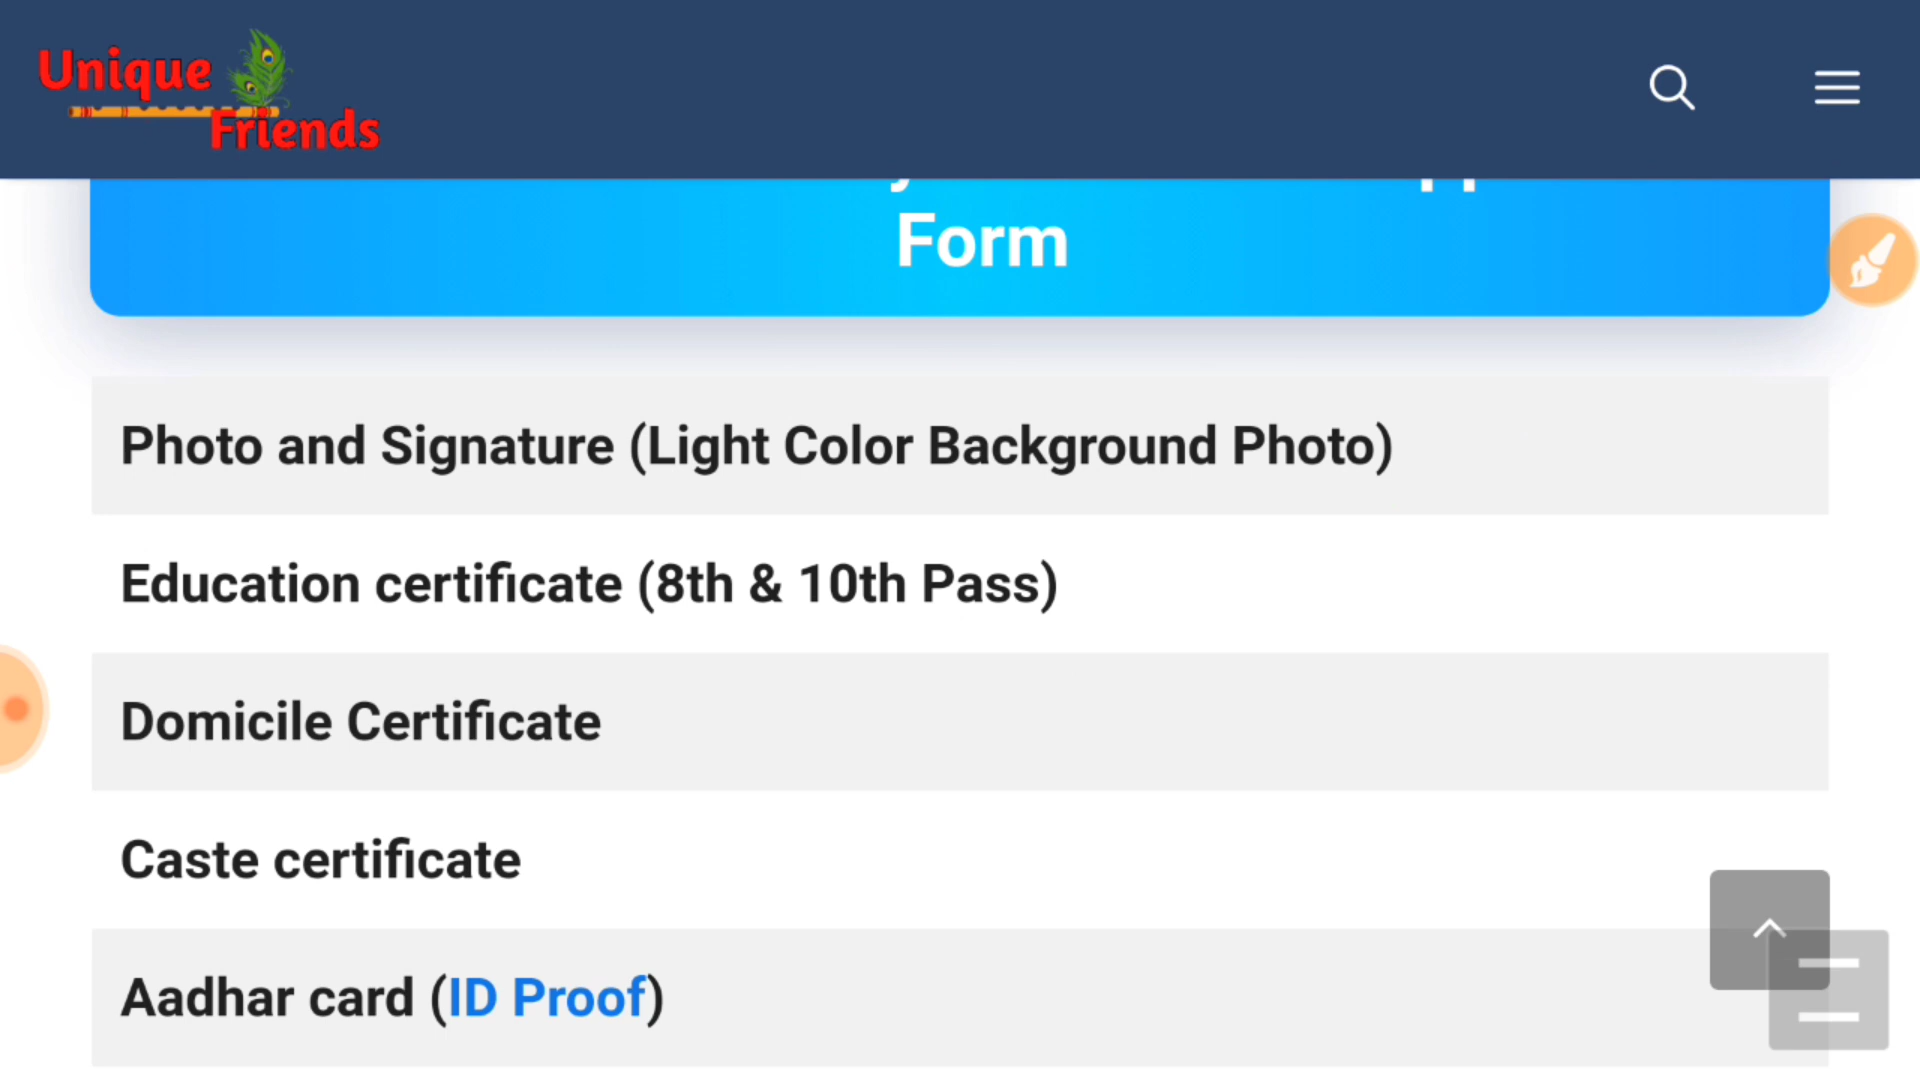 Unique
Friends
Form
Photo and Signature (Light Color Background Photo)
Education certificate (8th & 10th Pass)
Domicile Certificate
Caste certificate
Aadhar card (ID Proof)